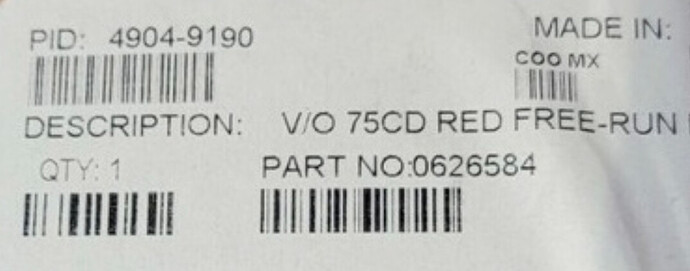 PID: 4904-9190
MADE IN:
COO MX
DESCRIPTION: V/O 75CD RED FREE-RUN
QTY: 1
PART NO:0626584